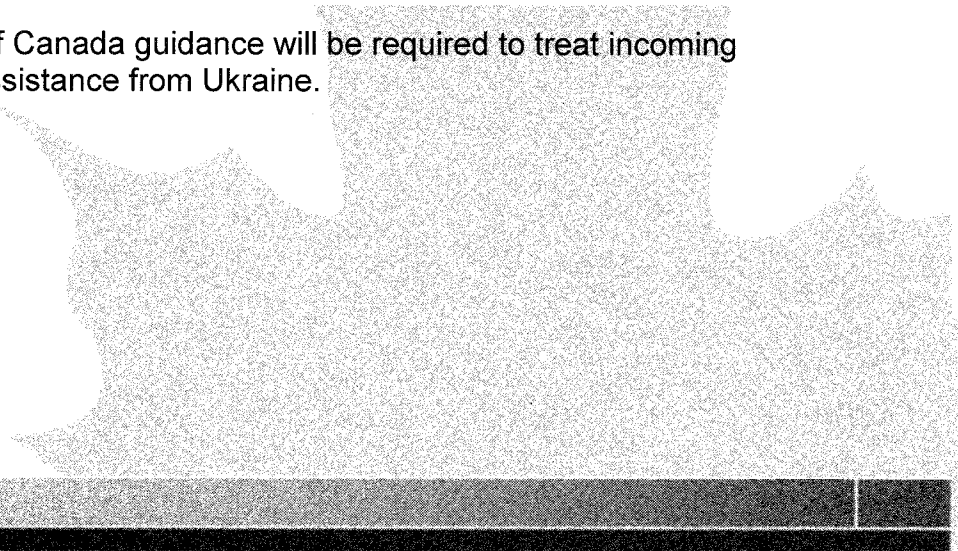 f Canada guidance will be required to treat incoming
sistance from Ukraine.